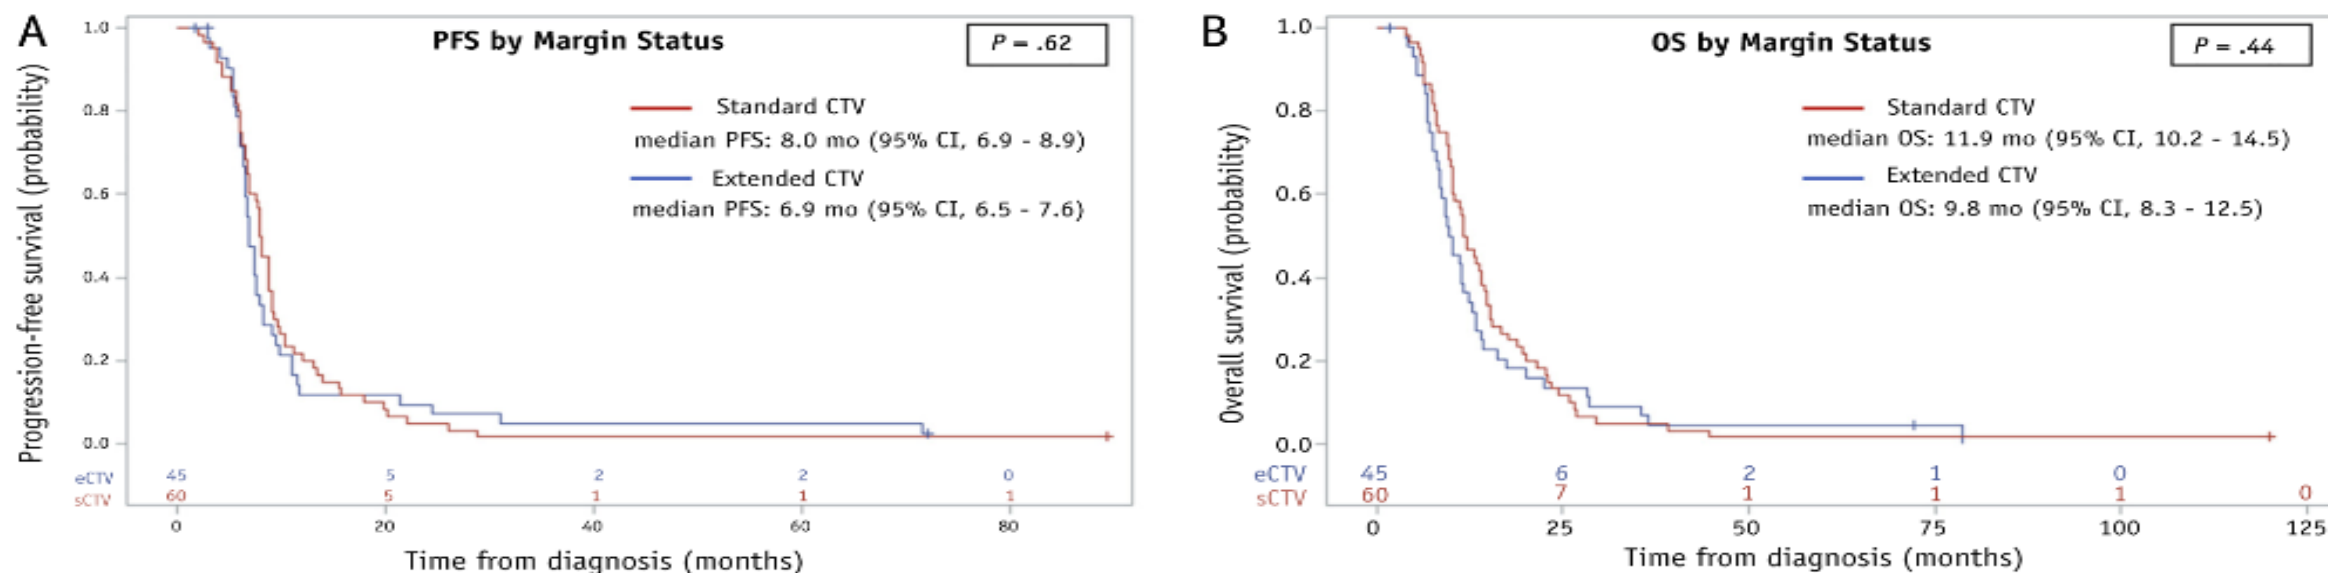 A
PFS by Margin Status
P = .62
Standard CTV
median PFS: 8.0 mo (95% CI, 6.9 - 8.9)
Extended CTV
median PFS: 6.9 mo (95% CI, 6.5 - 7.6)
Progression-free survival (probability)
1.0
0.8
0.6
0.4
0.2
0.0
eCTV 45 5 2 2 0
sCTV 60 5 1 1 1
0 20 40 60 80
Time from diagnosis (months)
B
OS by Margin Status
P = .44
Standard CTV
median OS: 11.9 mo (95% CI, 10.2 - 14.5)
Extended CTV
median OS: 9.8 mo (95% CI, 8.3 - 12.5)
Overall survival (probability)
1.0
0.8
0.6
0.4
0.2
0.0
eCTV 45 6 2 1 0
sCTV 60 7 1 1 1 0
0 25 50 75 100 125
Time from diagnosis (months)